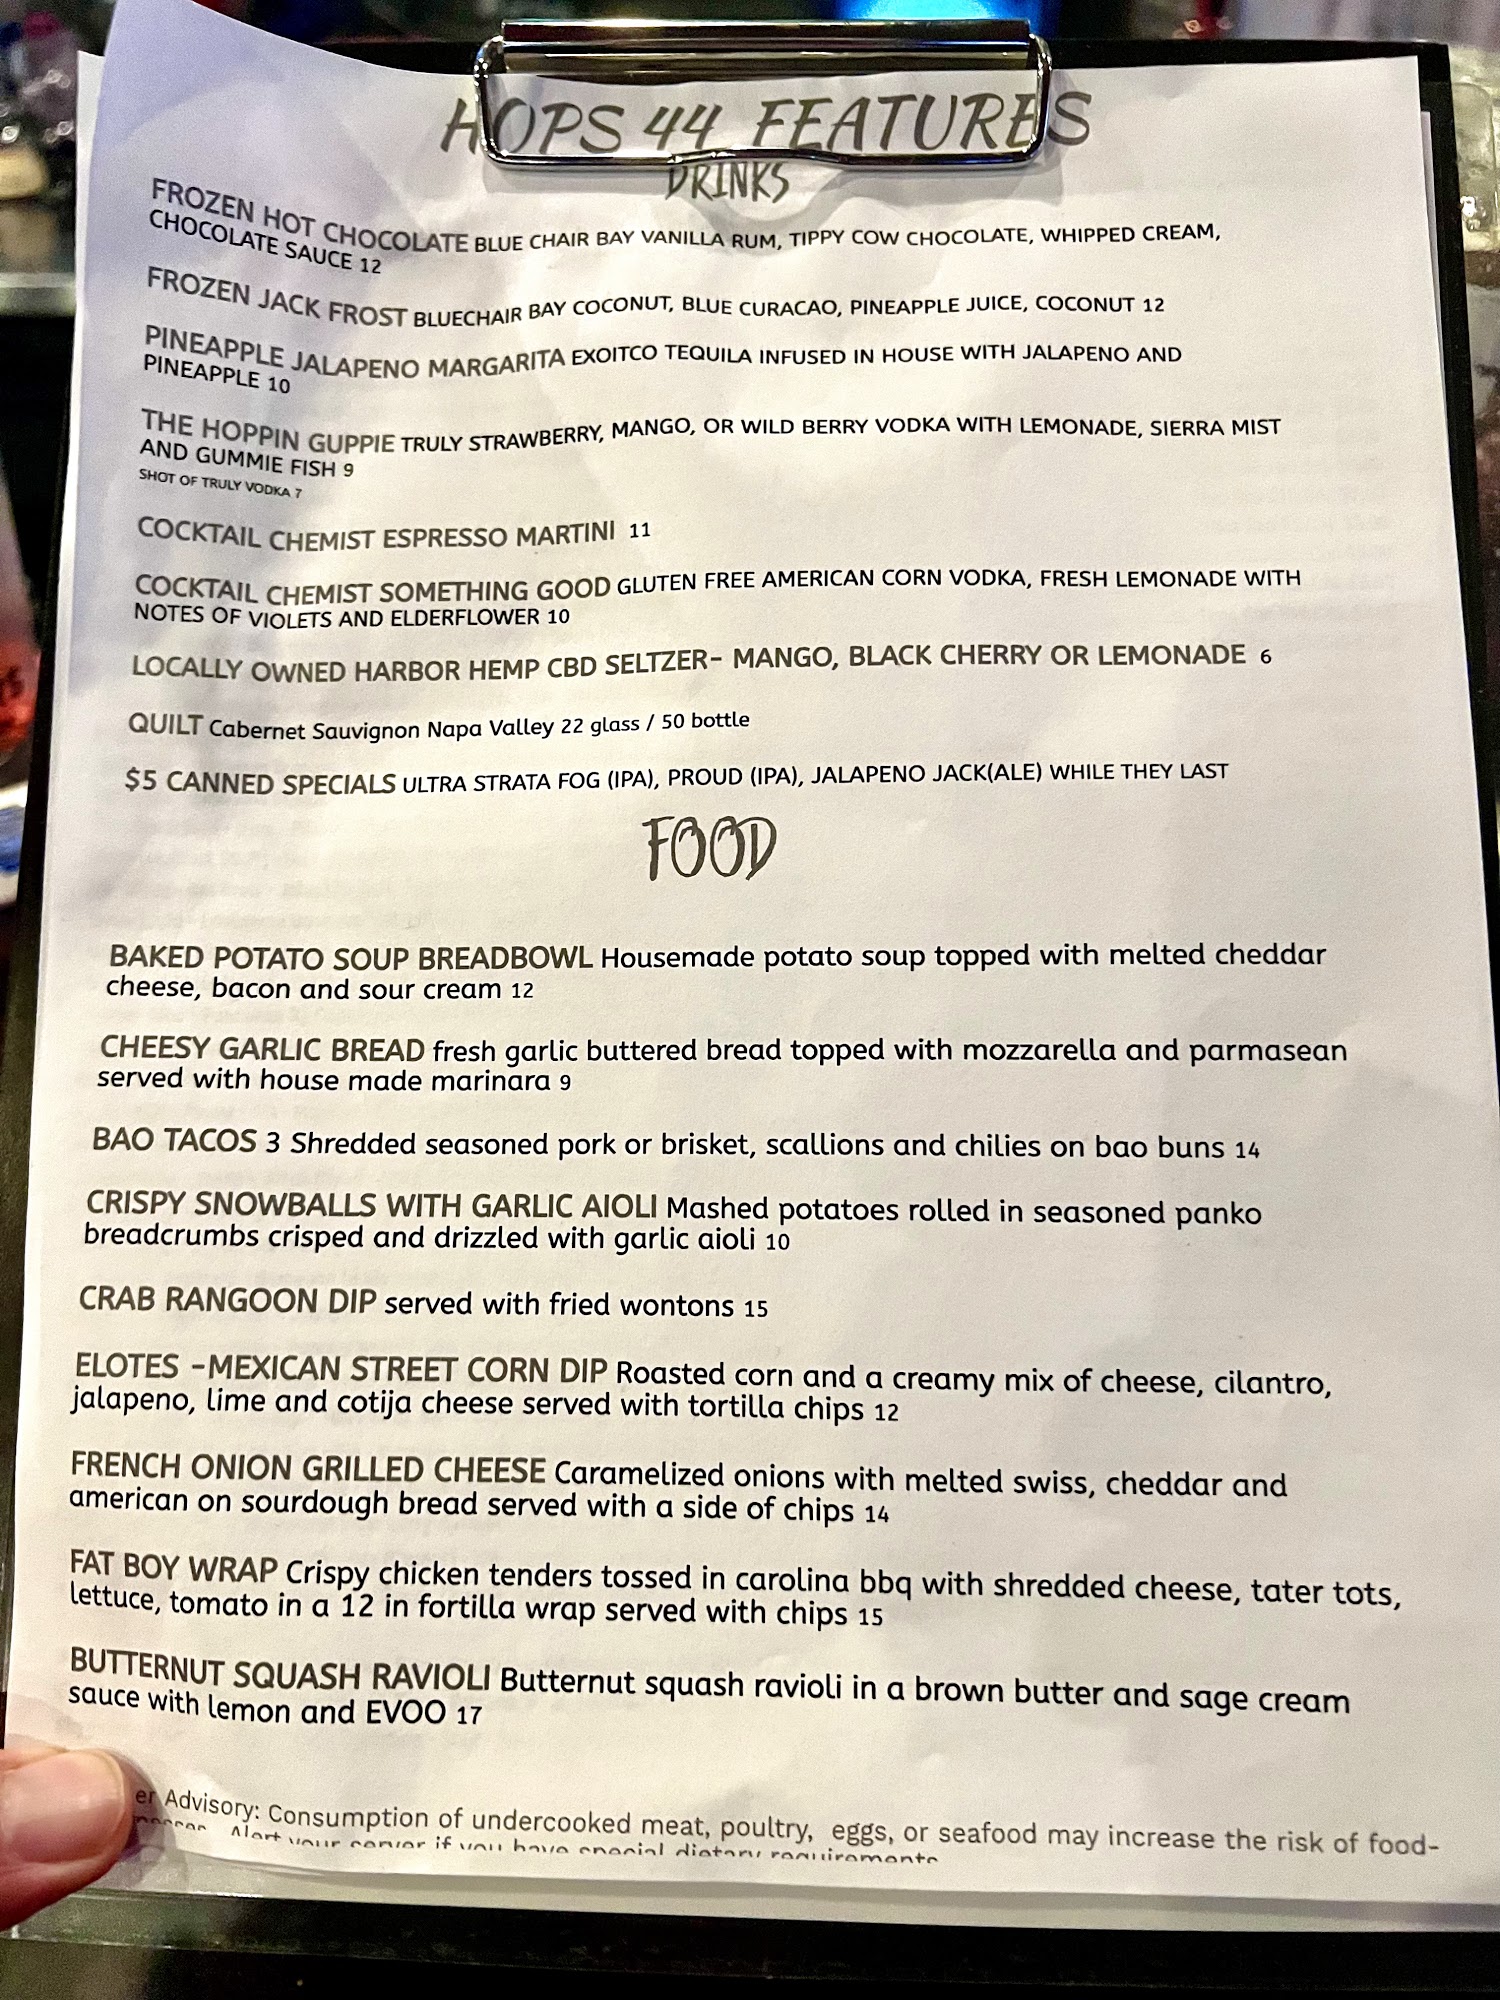 HOPS 44 FEATURES
DRINKS
FROZEN HOT CHOCOLATE BLUE CHAIR BAY VANILLA RUM, TIPPY COW CHOCOLATE, WHIPPED CREAM,
CHOCOLATE SAUCE 12
FROZEN JACK FROST BLUECHAIR BAY COCONUT, BLUE CURACAO, PINEAPPLE JUICE, COCONUT 12
PINEAPPLE JALAPENO MARGARITA EXOITCO TEQUILA INFUSED IN HOUSE WITH JALAPENO AND
PINEAPPLE 10
THE HOPPIN GUPPIE TRULY STRAWBERRY, MANGO, OR WILD BERRY VODKA WITH LEMONADE, SIERRA MIST
AND GUMMIE FISH 9
SHOT OF TRULY VODKA 7
COCKTAIL CHEMIST ESPRESSO MARTINI 11
COCKTAIL CHEMIST SOMETHING GOOD GLUTEN FREE AMERICAN CORN VODKA, FRESH LEMONADE WITH
NOTES OF VIOLETS AND ELDERFLOWER 10
LOCALLY OWNED HARBOR HEMP CBD SELTZER- MANGO, BLACK CHERRY OR LEMONADE 6
QUILT Cabernet Sauvignon Napa Valley 22 glass / 50 bottle
$5 CANNED SPECIALS ULTRA STRATA FOG (IPA), PROUD (IPA), JALAPENO JACK(ALE) WHILE THEY LAST
FOOD
BAKED POTATO SOUP BREADBOWL Housemade potato soup topped with melted cheddar
cheese, bacon and sour cream 12
CHEESY GARLIC BREAD fresh garlic buttered bread topped with mozzarella and parmasean
served with house made marinara 9
BAO TACOS 3 Shredded seasoned pork or brisket, scallions and chilies on bao buns 14
CRISPY SNOWBALLS WITH GARLIC AIOLI Mashed potatoes rolled in seasoned panko
breadcrumbs crisped and drizzled with garlic aioli 10
CRAB RANGOON DIP served with fried wontons 15
ELOTES -MEXICAN STREET CORN DIP Roasted corn and a creamy mix of cheese, cilantro,
jalapeno, lime and cotija cheese served with tortilla chips 12
FRENCH ONION GRILLED CHEESE Caramelized onions with melted swiss, cheddar and
american on sourdough bread served with a side of chips 14
FAT BOY WRAP Crispy chicken tenders tossed in carolina bbq with shredded cheese, tater tots,
lettuce, tomato in a 12 in fortilla wrap served with chips 15
BUTTERNUT SQUASH RAVIOLI Butternut squash ravioli in a brown butter and sage cream
sauce with lemon and EVOO 17
er Advisory: Consumption of undercooked meat, poultry, eggs, or seafood may increase the risk of food-
Alert your server if you have special dietary requirements